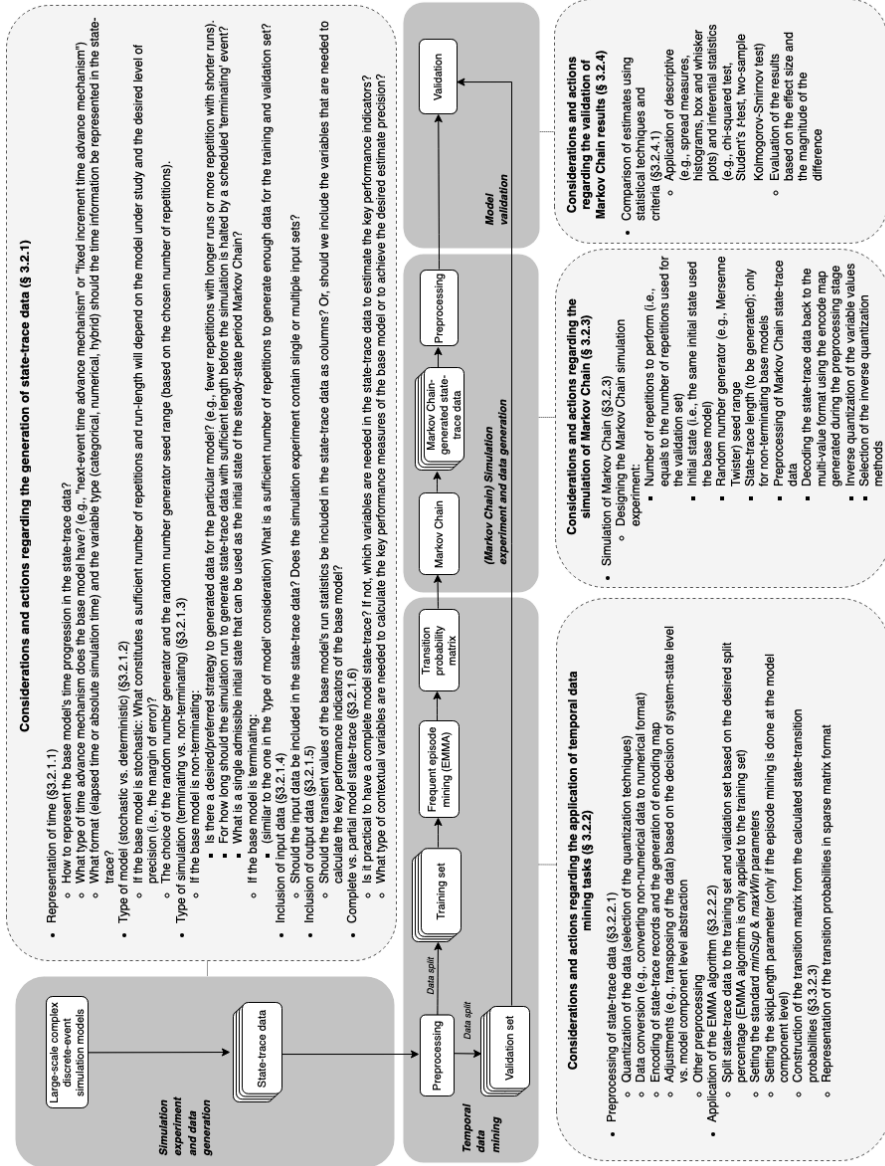 Large-scale complex
discrete-event
simulation models
Simulation
experiment
and data
generation
State-trace data
Considerations and actions regarding the generation of state-trace data (§ 3.2.1)
• Representation of time (§3.2.1.1)
○ How to represent the base model's time progression in the state-trace data?
○ What type of time advance mechanism does the base model have? (e.g., "next-event time advance mechanism" or "fixed increment time advance mechanism")
○ What format (elapsed time or absolute simulation time) and the variable type (categorical, numerical, hybrid) should the time information be represented in the state-
trace?
• Type of model (stochastic vs. deterministic) (§3.2.1.2)
○ If the base model is stochastic: What constitutes a sufficient number of repetitions and run-length will depend on the model under study and the desired level of
precision (i.e., the margin of error)?
○ The choice of the random number generator and the random number generator seed range (based on the chosen number of repetitions).
• Type of simulation (terminating vs. non-terminating) (§3.2.1.3)
○ If the base model is non-terminating:
▪ Is there a desired/preferred strategy to generated data for the particular model? (e.g., fewer repetitions with longer runs or more repetition with shorter runs).
▪ For how long should the simulation run to generate state-trace data with sufficient length before the simulation is halted by a scheduled 'terminating' event?
▪ What is a single admissible initial state that can be used as the initial state of the steady-state period Markov Chain?
○ If the base model is terminating:
▪ (similar to the one in the 'type of model' consideration) What is a sufficient number of repetitions to generate enough data for the training and validation set?
• Inclusion of input data (§3.2.1.4)
○ Should the input data be included in the state-trace data? Does the simulation experiment contain single or multiple input sets?
• Inclusion of output data (§3.2.1.5)
○ Should the transient values of the base model's run statistics be included in the state-trace data as columns? Or, should we include the variables that are needed to
calculate the key performance indicators of the base model?
• Complete vs. partial model state-trace (§3.2.1.6)
○ Is it practical to have a complete model state-trace? If not, which variables are needed in the state-trace data to estimate the key performance indicators?
○ What type of contextual variables are needed to calculate the key performance measures of the base model or to achieve the desired estimate precision?
Temporal
data
mining
Preprocessing
Data split
Data split
Validation set
Training set
Frequent episode
mining (EMMA)
Transition
probability
matrix
Markov Chain
Markov Chain-
generated state-
trace data
Preprocessing
(Markov Chain) Simulation
experiment and data generation
Validation
Model
validation
Considerations and actions regarding the application of temporal data
mining tasks (§ 3.2.2)
• Preprocessing of state-trace data (§3.2.2.1)
○ Quantization of the data (selection of the quantization techniques)
○ Data conversion (e.g., converting non-numerical data to numerical format)
○ Encoding of state-trace records and the generation of encoding map
○ Adjustments (e.g., transposing of the data) based on the decision of system-state level
vs. model component level abstraction
○ Other preprocessing
• Application of the EMMA algorithm (§3.2.2.2)
○ Split state-trace data to the training set and validation set based on the desired split
percentage (EMMA algorithm is only applied to the training set)
○ Setting the standard minSup & maxWin parameters
○ Setting the skipLength parameter (only if the episode mining is done at the model
component level)
○ Construction of the transition matrix from the calculated state-transition
probabilities (§3.3.2.3)
○ Representation of the transition probabilities in sparse matrix format
Considerations and actions regarding the
simulation of Markov Chain (§ 3.2.3)
• Simulation of Markov Chain (§3.2.3)
○ Designing the Markov Chain simulation
experiment:
▪ Number of repetitions to perform (i.e.,
equals to the number of repetitions used for
the validation set)
▪ Initial state (i.e., the same initial state used
the base model)
▪ Random number generator (e.g., Mersenne
Twister) seed range
▪ State-trace length (to be generated); only
for non-terminating base models
▪ Preprocessing of Markov Chain state-trace
data
▪ Decoding the state-trace data back to the
multi-value format using the encode map
generated during the preprocessing stage
▪ Inverse quantization of the variable values
▪ Selection of the inverse quantization
methods
Considerations and actions
regarding the validation of
Markov Chain results (§ 3.2.4)
• Comparison of estimates using
statistical techniques and
criteria (§3.2.4.1)
○ Application of descriptive
(e.g., spread measures,
histograms, box and whisker
plots) and inferential statistics
(e.g., chi-squared test,
Student's t-test, two-sample
Kolmogorov-Smirnov test)
○ Evaluation of the results
based on the effect size and
the magnitude of the
difference